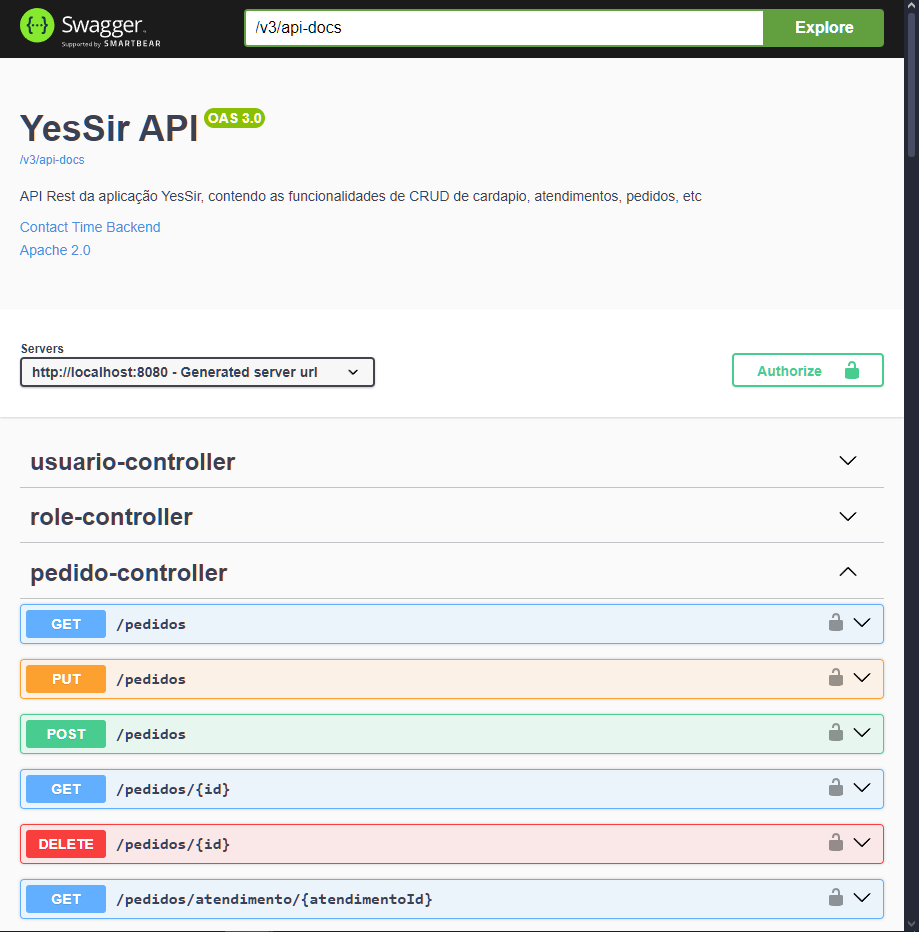 Swagger.
Supported by SMARTBEAR
/v3/api-docs
Explore
YesSir API OAS 3.0
/v3/api-docs
API Rest da aplicação YesSir, contendo as funcionalidades de CRUD de cardapio, atendimentos, pedidos, etc
Contact Time Backend
Apache 2.0
Servers
http://localhost:8080 - Generated server url
Authorize
usuario-controller
role-controller
pedido-controller
GET /pedidos
PUT /pedidos
POST /pedidos
GET /pedidos/{id}
DELETE /pedidos/{id}
GET /pedidos/atendimento/{atendimentoId}